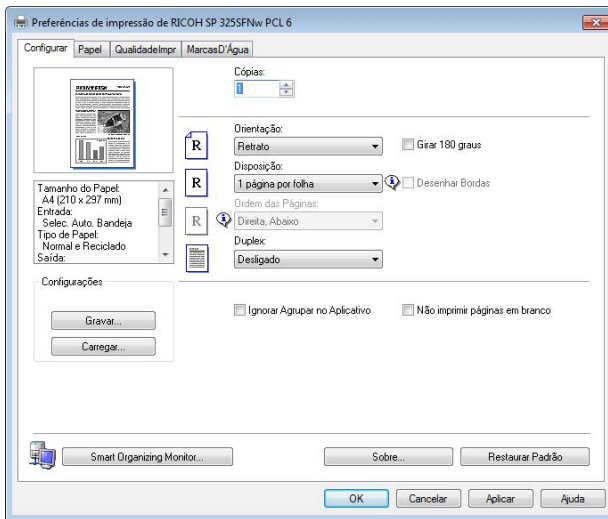 Preferências de impressão de RICOH SP 325SFNw PCL 6
Configurar Papel QualidadeImpr MarcasD'Água
Cópias:
1
Orientação:
Retrato
Girar 180 graus
Disposição:
1 página por folha
Desenhar Bordas
Ordem das Páginas:
Direita, Abaixo
Duplex:
Desligado
Tamanho do Papel:
A4 (210 x 297 mm)
Entrada:
Selec. Auto. Bandeja
Tipo de Papel:
Normal e Reciclado
Saída:
Configurações
Gravar...
Carregar...
Ignorar Agrupar no Aplicativo
Não imprimir páginas em branco
Smart Organizing Monitor...
Sobre...
Restaurar Padrão
OK Cancelar Aplicar Ajuda
R
R
R